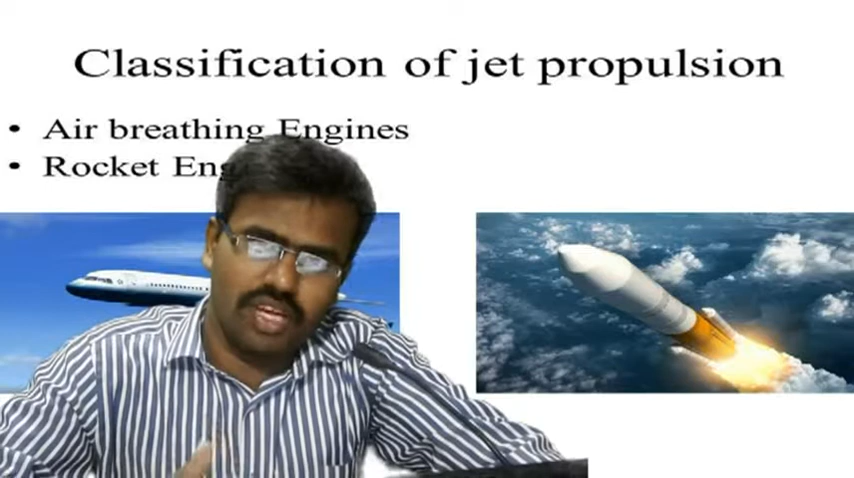 Classification of jet propulsion
• Air breathing Engines
• Rocket